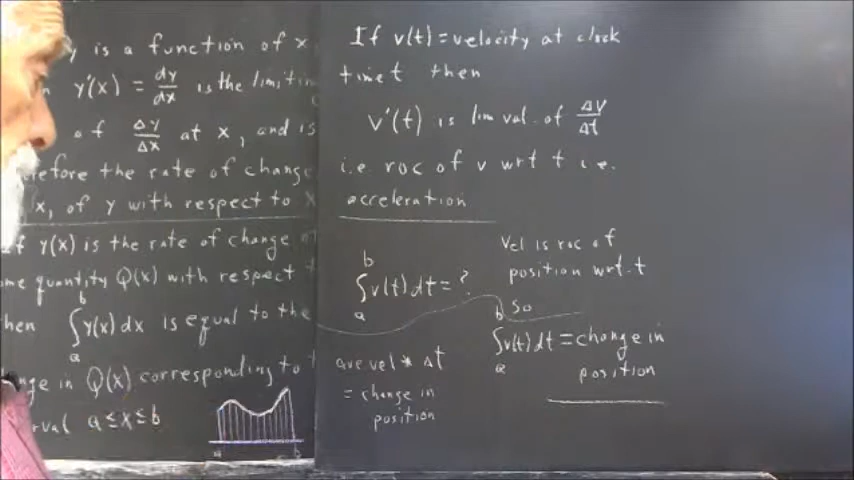 y is a function of x
y'(x) = dy/dx is the limiting
of Δy/Δx at x, and is
therefore the rate of change
x, of y with respect to x
If y(x) is the rate of change of
some quantity Q(x) with respect t
then ∫ₐᵇ y(x) dx is equal to the
change in Q(x) corresponding to
interval a ≤ x ≤ b
a b
If v(t) = velocity at clock
time t then
v'(t) is lim val. of ΔV/Δt
i.e. roc of v wrt t i.e.
acceleration
∫ₐᵇ v(t) dt = ?
ave vel * Δt
= change in
position
Vel is roc of
position wrt t
so
∫ₐᵇ v(t) dt = change in
position